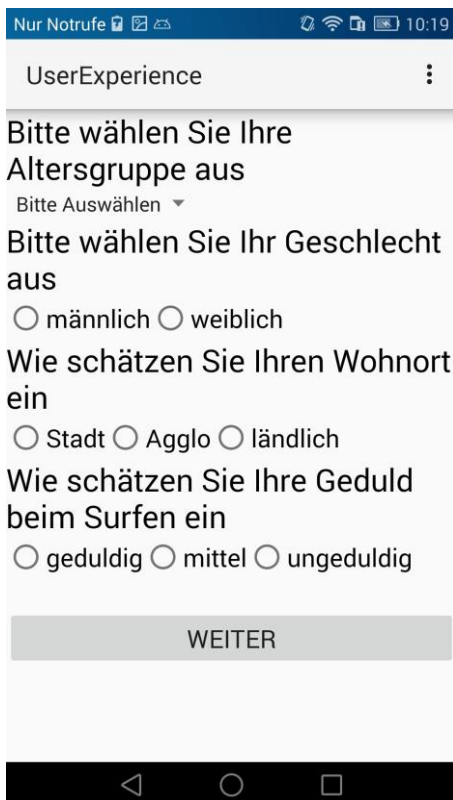 Nur Notrufe 10:19
UserExperience
Bitte wählen Sie Ihre
Altersgruppe aus
Bitte Auswählen
Bitte wählen Sie Ihr Geschlecht
aus
männlich weiblich
Wie schätzen Sie Ihren Wohnort
ein
Stadt Agglo ländlich
Wie schätzen Sie Ihre Geduld
beim Surfen ein
geduldig mittel ungeduldig
WEITER